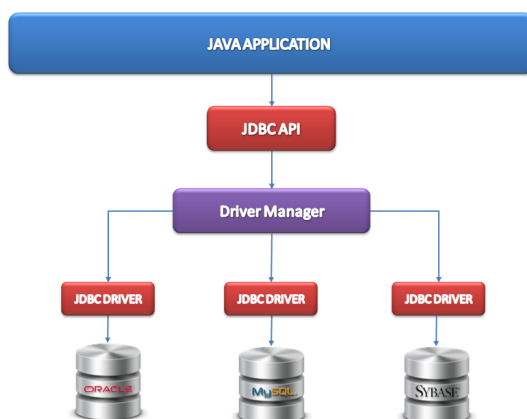 JAVA APPLICATION
JDBC API
Driver Manager
JDBC DRIVER
JDBC DRIVER
JDBC DRIVER
ORACLE
MySQL
SYBASE